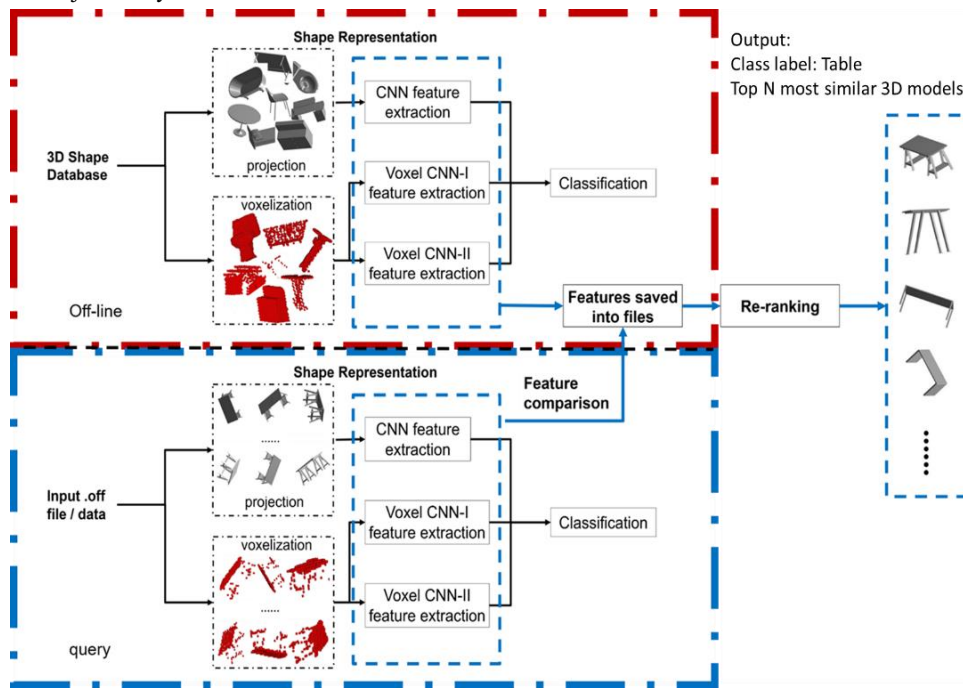 Shape Representation
projection
voxelization
3D Shape
Database
CNN feature
extraction
Voxel CNN-I
feature extraction
Voxel CNN-II
feature extraction
Classification
Off-line
Features saved
into files
Re-ranking
Output:
Class label: Table
Top N most similar 3D models
Shape Representation
Feature
comparison
......
projection
Input .off
file / data
voxelization
......
CNN feature
extraction
Voxel CNN-I
feature extraction
Voxel CNN-II
feature extraction
Classification
query